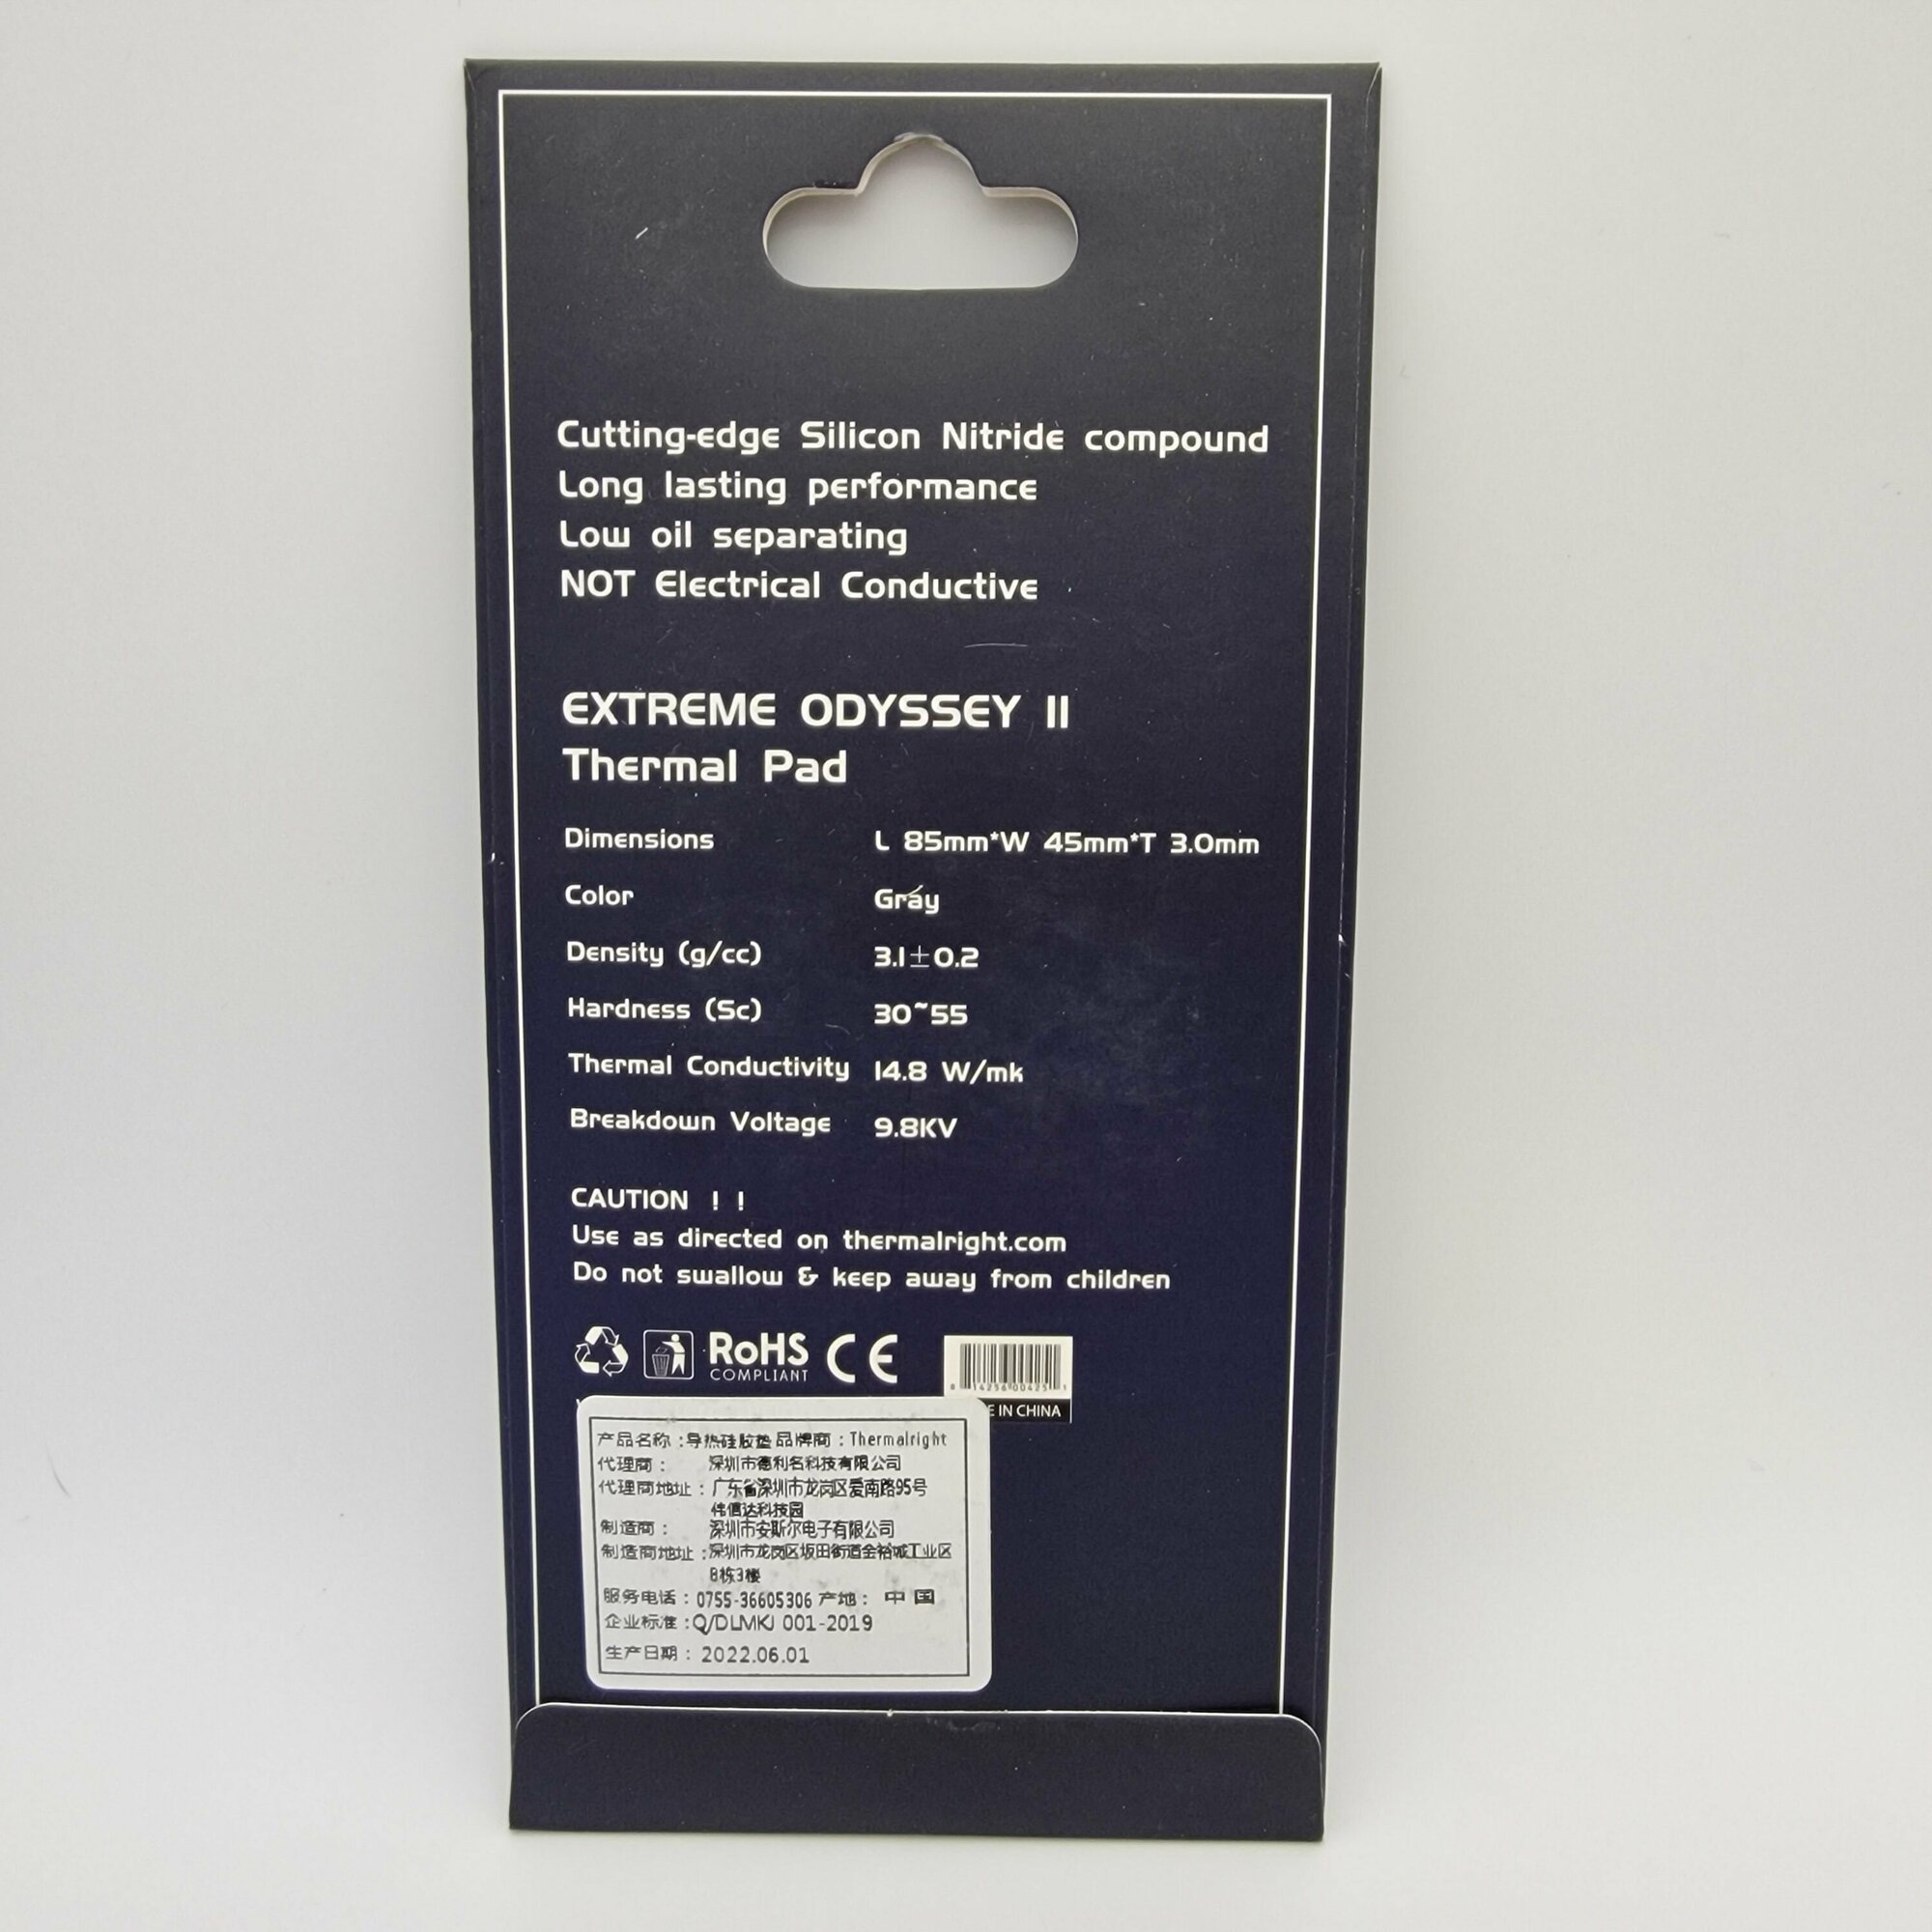 Cutting-edge Silicon Nitride compound
Long lasting performance
Low oil separating
NOT Electrical Conductive
EXTREME ODYSSEY II
Thermal Pad
Dimensions L 85mm*W 45mm*T 3.0mm
Color Gray
Density (g/cc) 3.1±0.2
Hardness (Sc) 30~55
Thermal Conductivity 14.8 W/mk
Breakdown Voltage 9.8KV
CAUTION ! !
Use as directed on thermalright.com
Do not swallow & keep away from children
RoHS
COMPLIANT
CE
E IN CHINA
产品名称:导热硅胶垫 品牌商:Thermalright
代理商: 深圳市德利名科技有限公司
代理商地址: 广东省深圳市龙岗区爱南路95号
伟信达科技园
制造商: 深圳市安斯尔电子有限公司
制造商地址:深圳市龙岗区坂田街道金裕城工业区
B栋3楼
服务电话: 0755-36605306 产地: 中国
企业标准:Q/DLMKJ 001-2019
生产日期: 2022.06.01